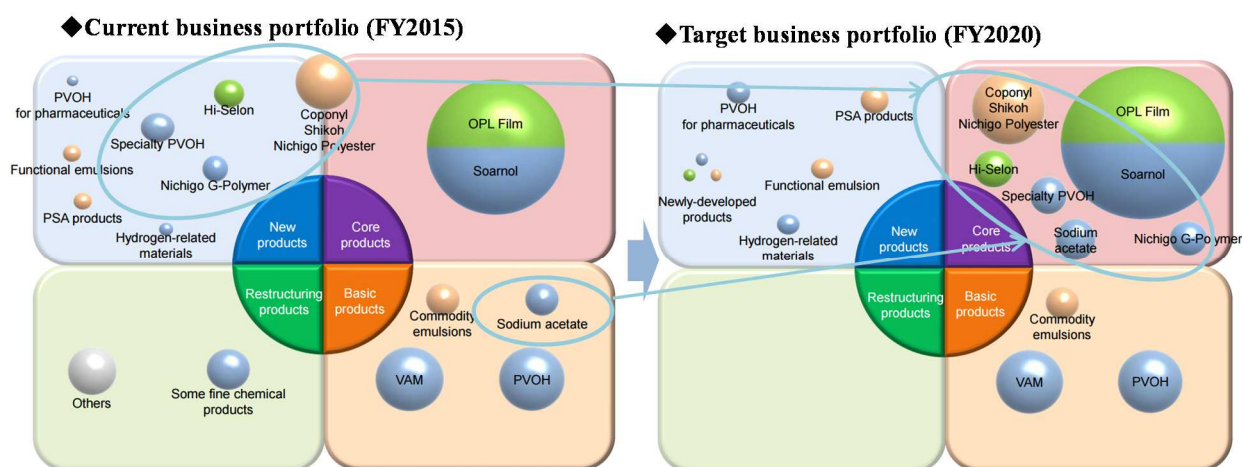 ◆Current business portfolio (FY2015)
PVOH
for pharmaceuticals
Hi-Selon
Specialty PVOH
Functional emulsions
Nichigo G-Polymer
PSA products
Hydrogen-related
materials
Coponyl
Shikoh
Nichigo Polyester
OPL Film
Soarnol
New
products
Core
products
Restructuring
products
Basic
products
Commodity
emulsions
Sodium acetate
Others
Some fine chemical
products
VAM
PVOH
◆Target business portfolio (FY2020)
PVOH
for pharmaceuticals
PSA products
Newly-developed
products
Functional emulsion
Hydrogen-related
materials
Coponyl
Shikoh
Nichigo Polyester
OPL Film
Soarnol
Hi-Selon
Specialty PVOH
Sodium
acetate
Nichigo G-Polymer
New
products
Core
products
Restructuring
products
Basic
products
Commodity
emulsions
VAM
PVOH